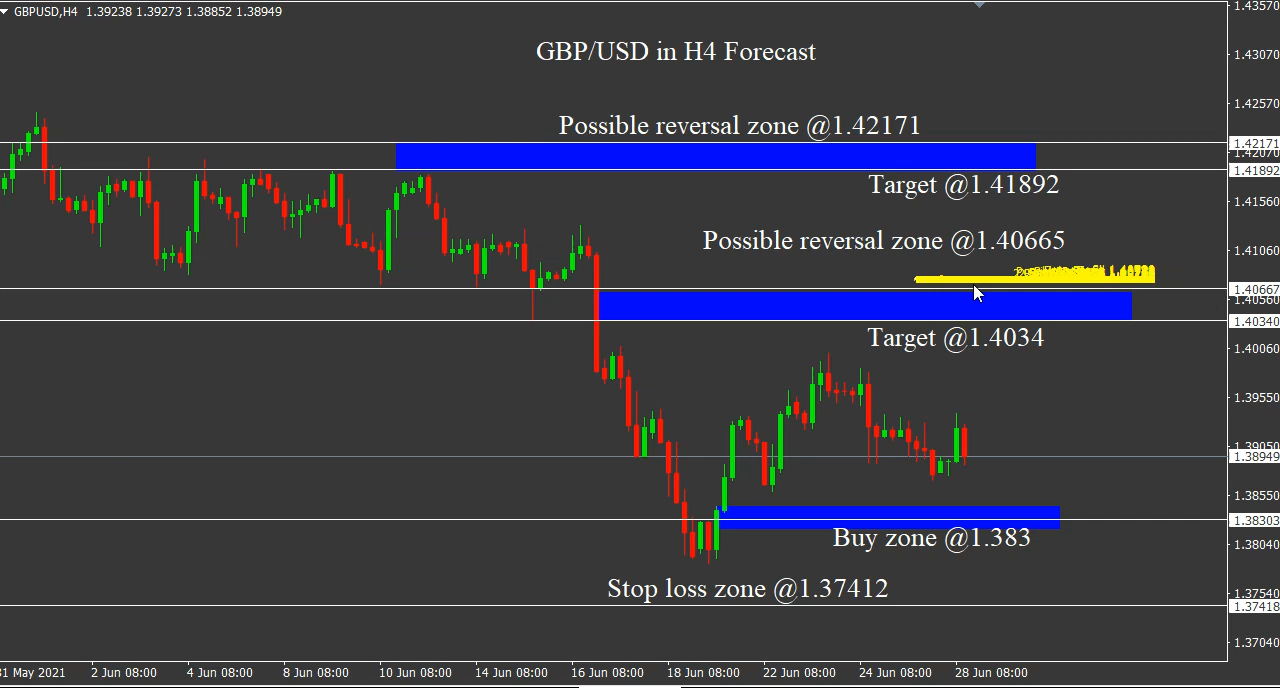 GBPUSD,H4 1.39238 1.39273 1.38852 1.38949
GBP/USD in H4 Forecast
Possible reversal zone @1.42171
Target @1.41892
Possible reversal zone @1.40665
Target @1.4034
Buy zone @1.383
Stop loss zone @1.37412
1.43570
1.43070
1.42570
1.42171
1.42070
1.41892
1.41560
1.41060
1.40667
1.40560
1.40340
1.40060
1.39550
1.39050
1.38949
1.38550
1.38303
1.38040
1.37540
1.37418
1.37040
31 May 2021 2 Jun 08:00 4 Jun 08:00 8 Jun 08:00 10 Jun 08:00 14 Jun 08:00 16 Jun 08:00 18 Jun 08:00 22 Jun 08:00 24 Jun 08:00 28 Jun 08:00